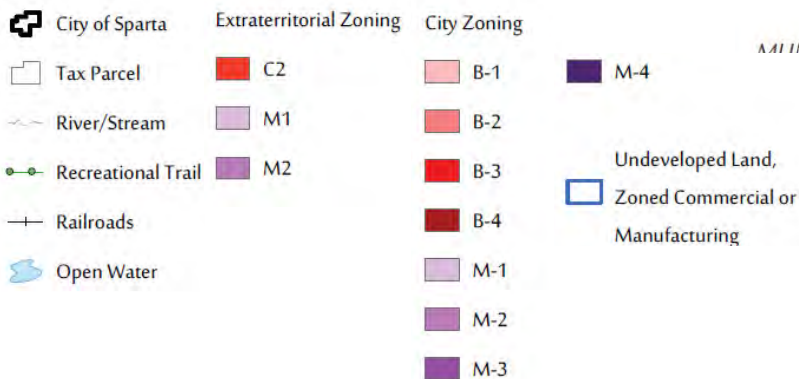 City of Sparta
Tax Parcel
River/Stream
Recreational Trail
Railroads
Open Water
Extraterritorial Zoning
C2
M1
M2
City Zoning
B-1
B-2
B-3
B-4
M-1
M-2
M-3
M-4
Undeveloped Land,
Zoned Commercial or
Manufacturing